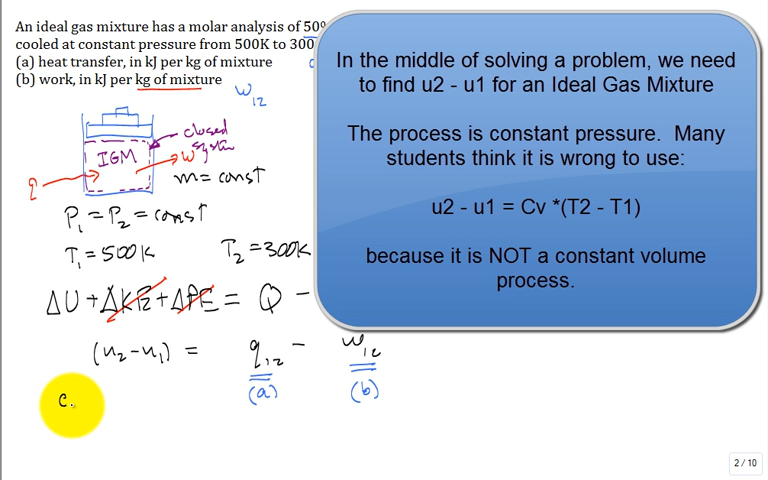 An ideal gas mixture has a molar analysis of 50%
cooled at constant pressure from 500K to 300
(a) heat transfer, in kJ per kg of mixture
(b) work, in kJ per kg of mixture
W12
IGM
closed
system
q
W
m = const
P1 = P2 = const
T1 = 500K T2 = 300K
ΔU + ΔKE + ΔPE = Q −
(u2 − u1) = q12 − w12
(a) (b)
c.
In the middle of solving a problem, we need
to find u2 - u1 for an Ideal Gas Mixture
The process is constant pressure. Many
students think it is wrong to use:
u2 - u1 = Cv *(T2 - T1)
because it is NOT a constant volume
process.
2 / 10